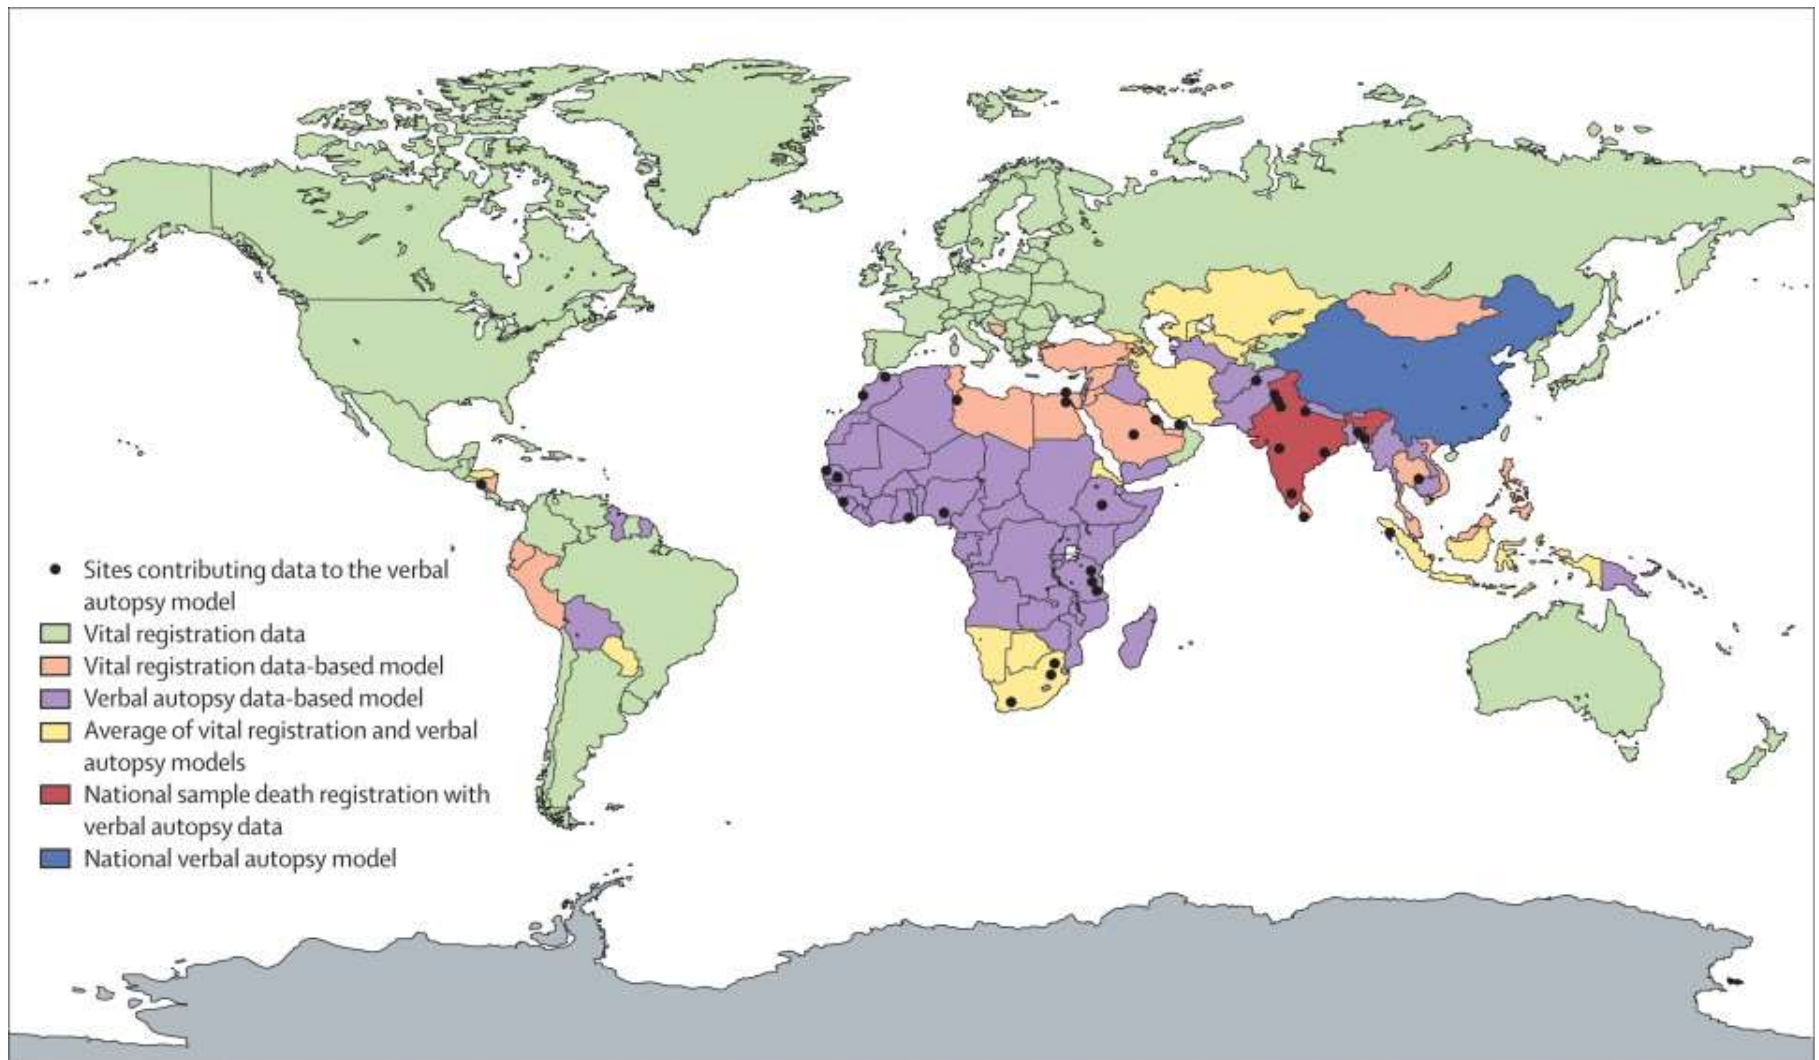 Sites contributing data to the verbal
autopsy model
Vital registration data
Vital registration data-based model
Verbal autopsy data-based model
Average of vital registration and verbal
autopsy models
National sample death registration with
verbal autopsy data
National verbal autopsy model